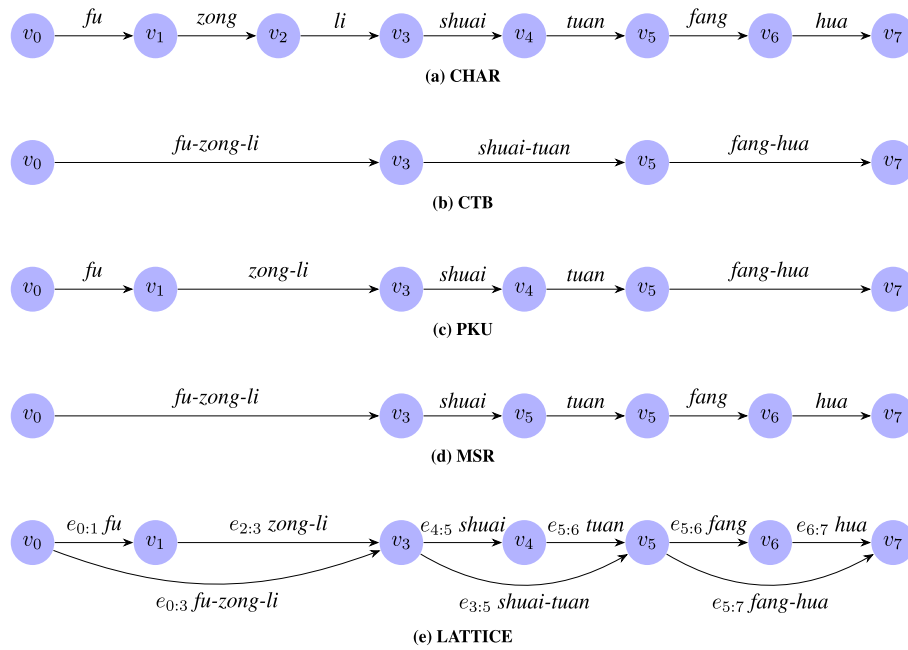 fu zong li shuai tuan fang hua
v0 v1 v2 v3 v4 v5 v6 v7
(a) CHAR
fu-zong-li shuai-tuan fang-hua
v0 v3 v5 v7
(b) CTB
fu zong-li shuai tuan fang-hua
v0 v1 v3 v4 v5 v7
(c) PKU
fu-zong-li shuai tuan fang hua
v0 v3 v5 v5 v6 v7
(d) MSR
e0:1 fu e2:3 zong-li e4:5 shuai e5:6 tuan e5:6 fang e6:7 hua
v0 v1 v3 v4 v5 v6 v7
e0:3 fu-zong-li e3:5 shuai-tuan e5:7 fang-hua
(e) LATTICE